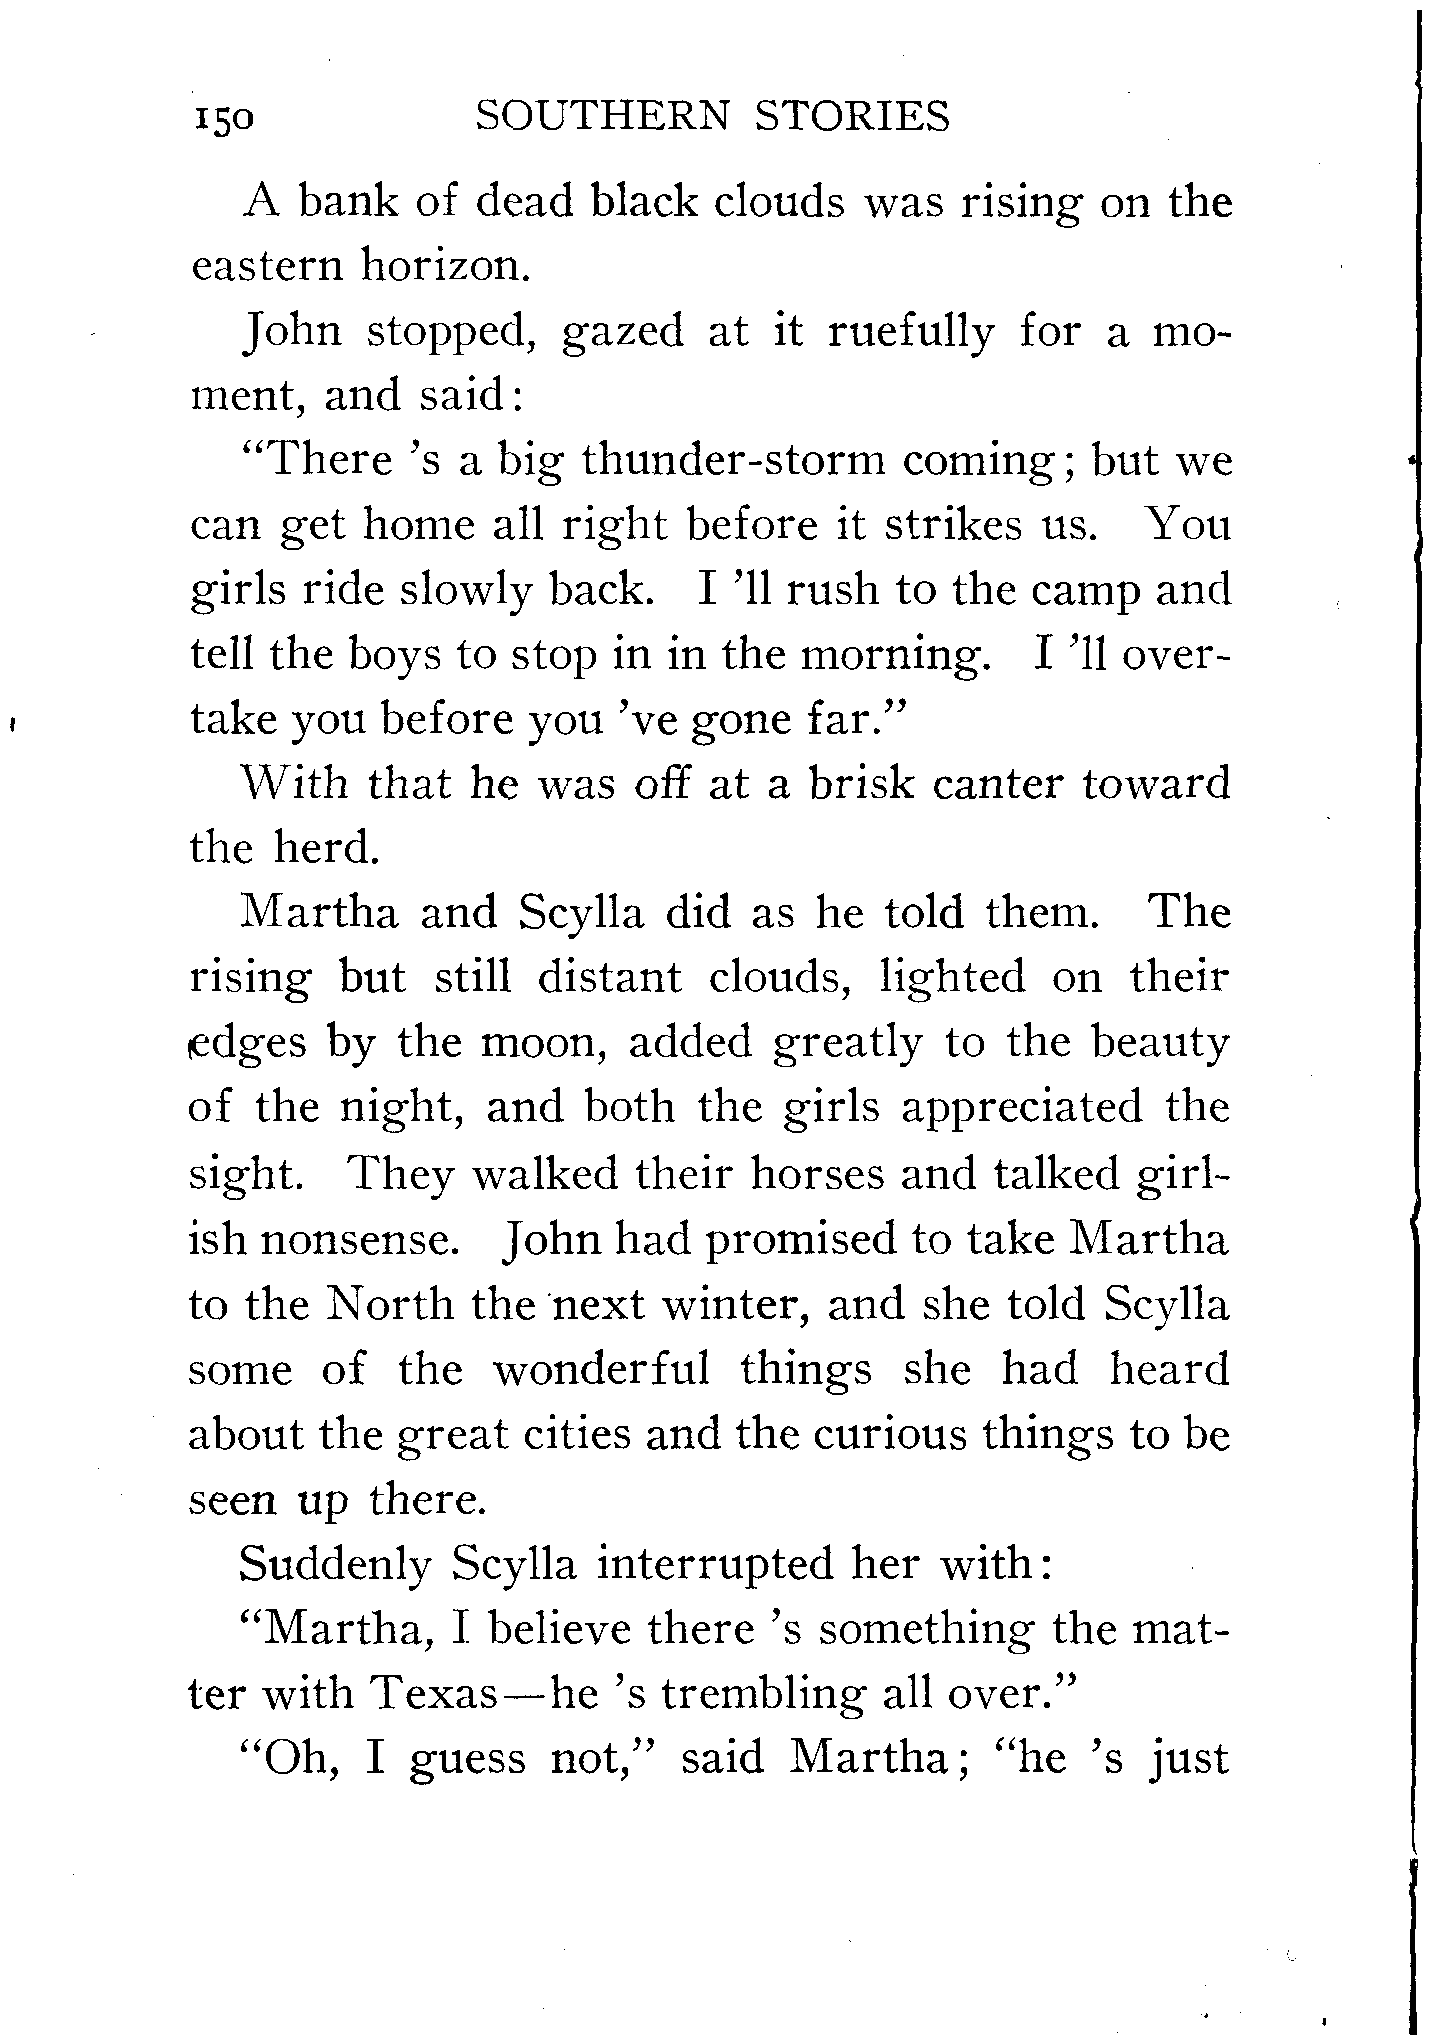 150 SOUTHERN STORIES
A bank of dead black clouds was rising on the
eastern horizon.
John stopped, gazed at it ruefully for a mo-
ment, and said:
“There ’s a big thunder-storm coming; but we
can get home all right before it strikes us. You
girls ride slowly back. I ’ll rush to the camp and
tell the boys to stop in in the morning. I ’ll over-
take you before you ’ve gone far.”
With that he was off at a brisk canter toward
the herd.
Martha and Scylla did as he told them. The
rising but still distant clouds, lighted on their
edges by the moon, added greatly to the beauty
of the night, and both the girls appreciated the
sight. They walked their horses and talked girl-
ish nonsense. John had promised to take Martha
to the North the next winter, and she told Scylla
some of the wonderful things she had heard
about the great cities and the curious things to be
seen up there.
Suddenly Scylla interrupted her with:
“Martha, I believe there ’s something the mat-
ter with Texas—he ’s trembling all over.”
“Oh, I guess not,” said Martha; “he ’s just